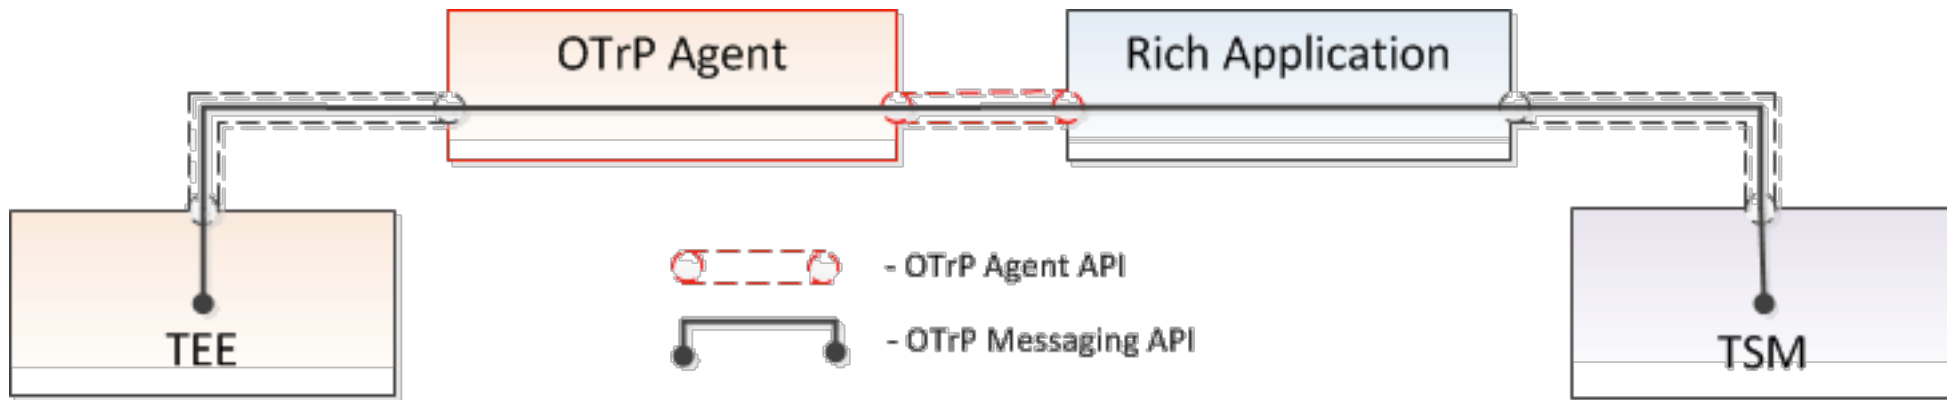 OTrP Agent
Rich Application
- OTrP Agent API
- OTrP Messaging API
TEE
TSM